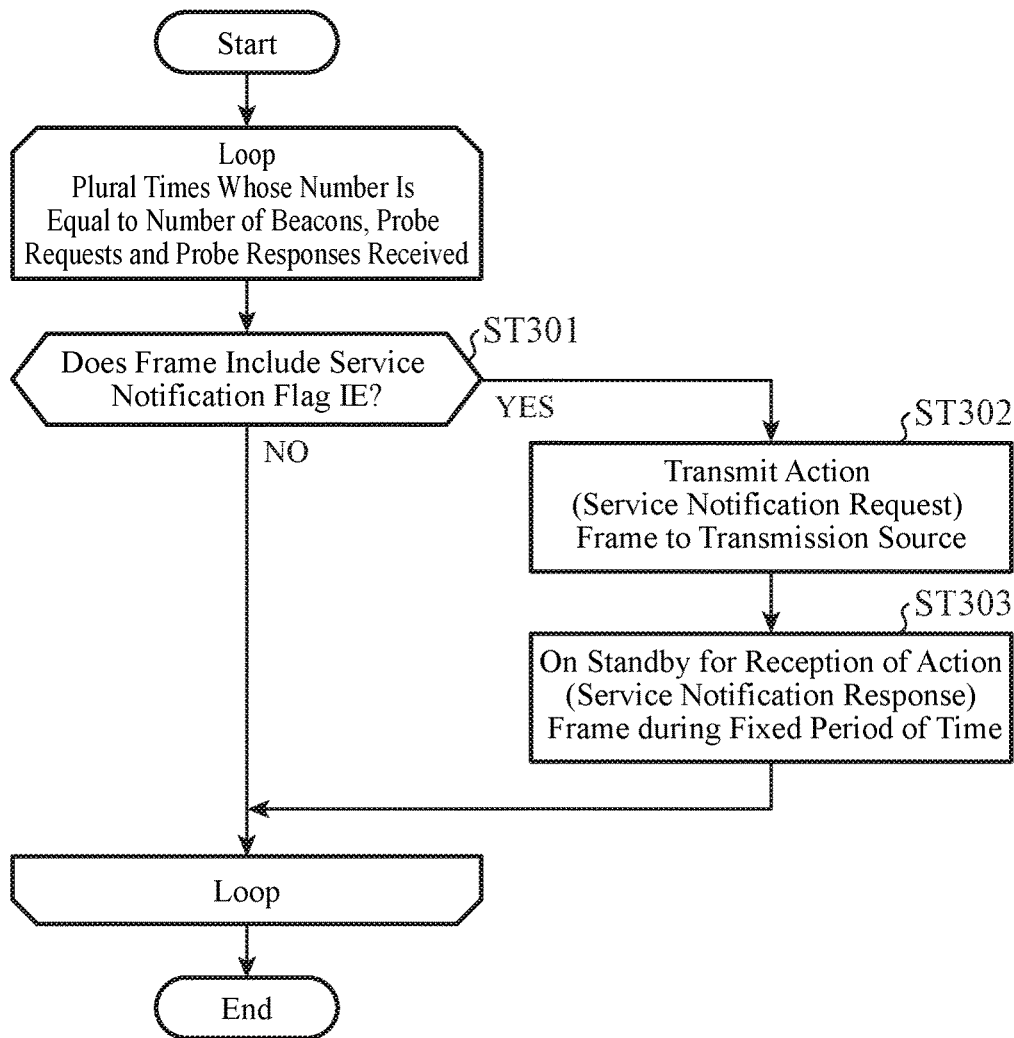 Start
Loop
Plural Times Whose Number Is
Equal to Number of Beacons, Probe
Requests and Probe Responses Received
ST301
Does Frame Include Service
Notification Flag IE?
YES
NO
ST302
Transmit Action
(Service Notification Request)
Frame to Transmission Source
ST303
On Standby for Reception of Action
(Service Notification Response)
Frame during Fixed Period of Time
Loop
End